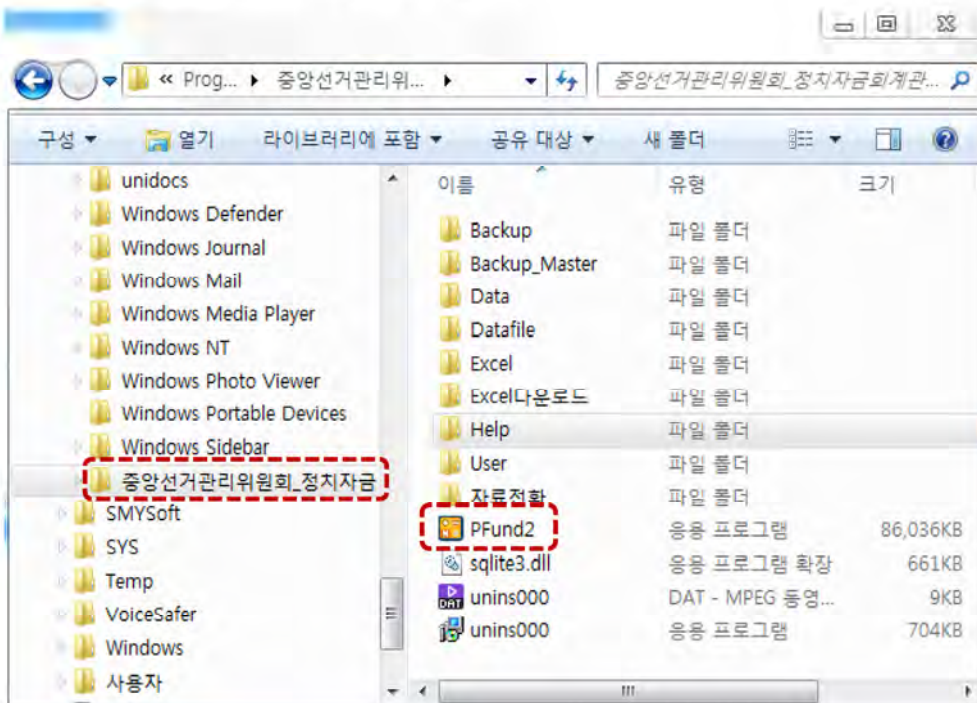 « Prog... ▸ 중앙선거관리위... ▸
중앙선거관리위원회_정치자금회계관...
구성 열기 라이브러리에 포함 공유 대상 새 폴더
unidocs
Windows Defender
Windows Journal
Windows Mail
Windows Media Player
Windows NT
Windows Photo Viewer
Windows Portable Devices
Windows Sidebar
중앙선거관리위원회_정치자금
SMYSoft
SYS
Temp
VoiceSafer
Windows
사용자
이름 유형 크기
Backup 파일 폴더
Backup_Master 파일 폴더
Data 파일 폴더
Datafile 파일 폴더
Excel 파일 폴더
Excel다운로드 파일 폴더
Help 파일 폴더
User 파일 폴더
자료전환 파일 폴더
PFund2 응용 프로그램 86,036KB
sqlite3.dll 응용 프로그램 확장 661KB
DAT unins000 DAT - MPEG 동영... 9KB
unins000 응용 프로그램 704KB